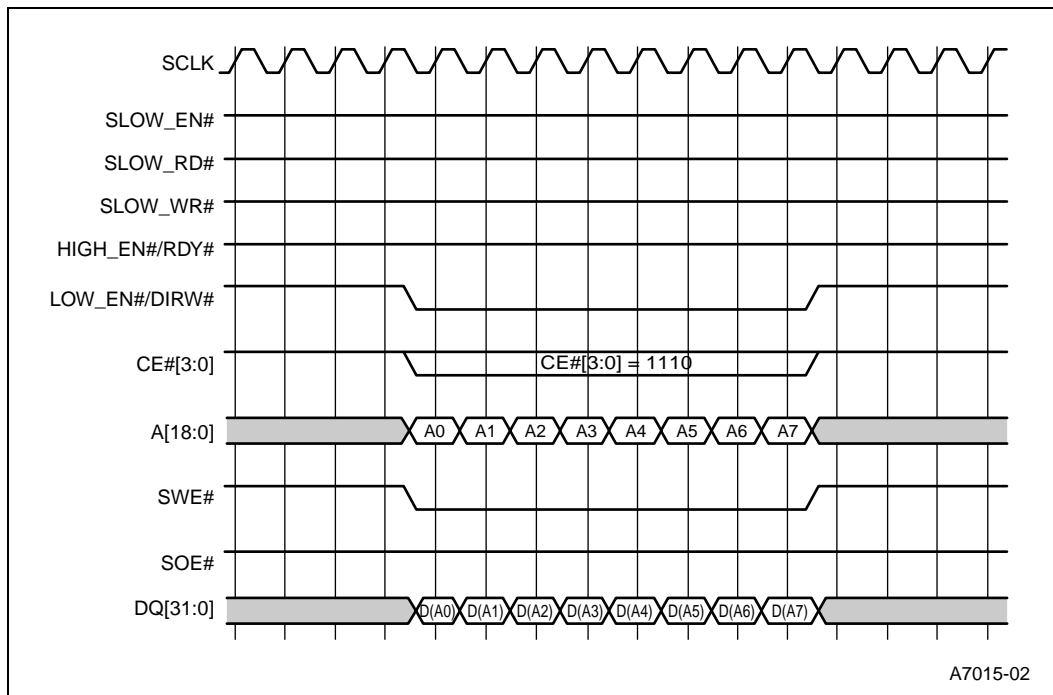 SCLK
SLOW_EN#
SLOW_RD#
SLOW_WR#
HIGH_EN#/RDY#
LOW_EN#/DIRW#
CE#[3:0]
CE#[3:0] = 1110
A[18:0]
A0 A1 A2 A3 A4 A5 A6 A7
SWE#
SOE#
DQ[31:0]
D(A0) D(A1) D(A2) D(A3) D(A4) D(A5) D(A6) D(A7)
A7015-02